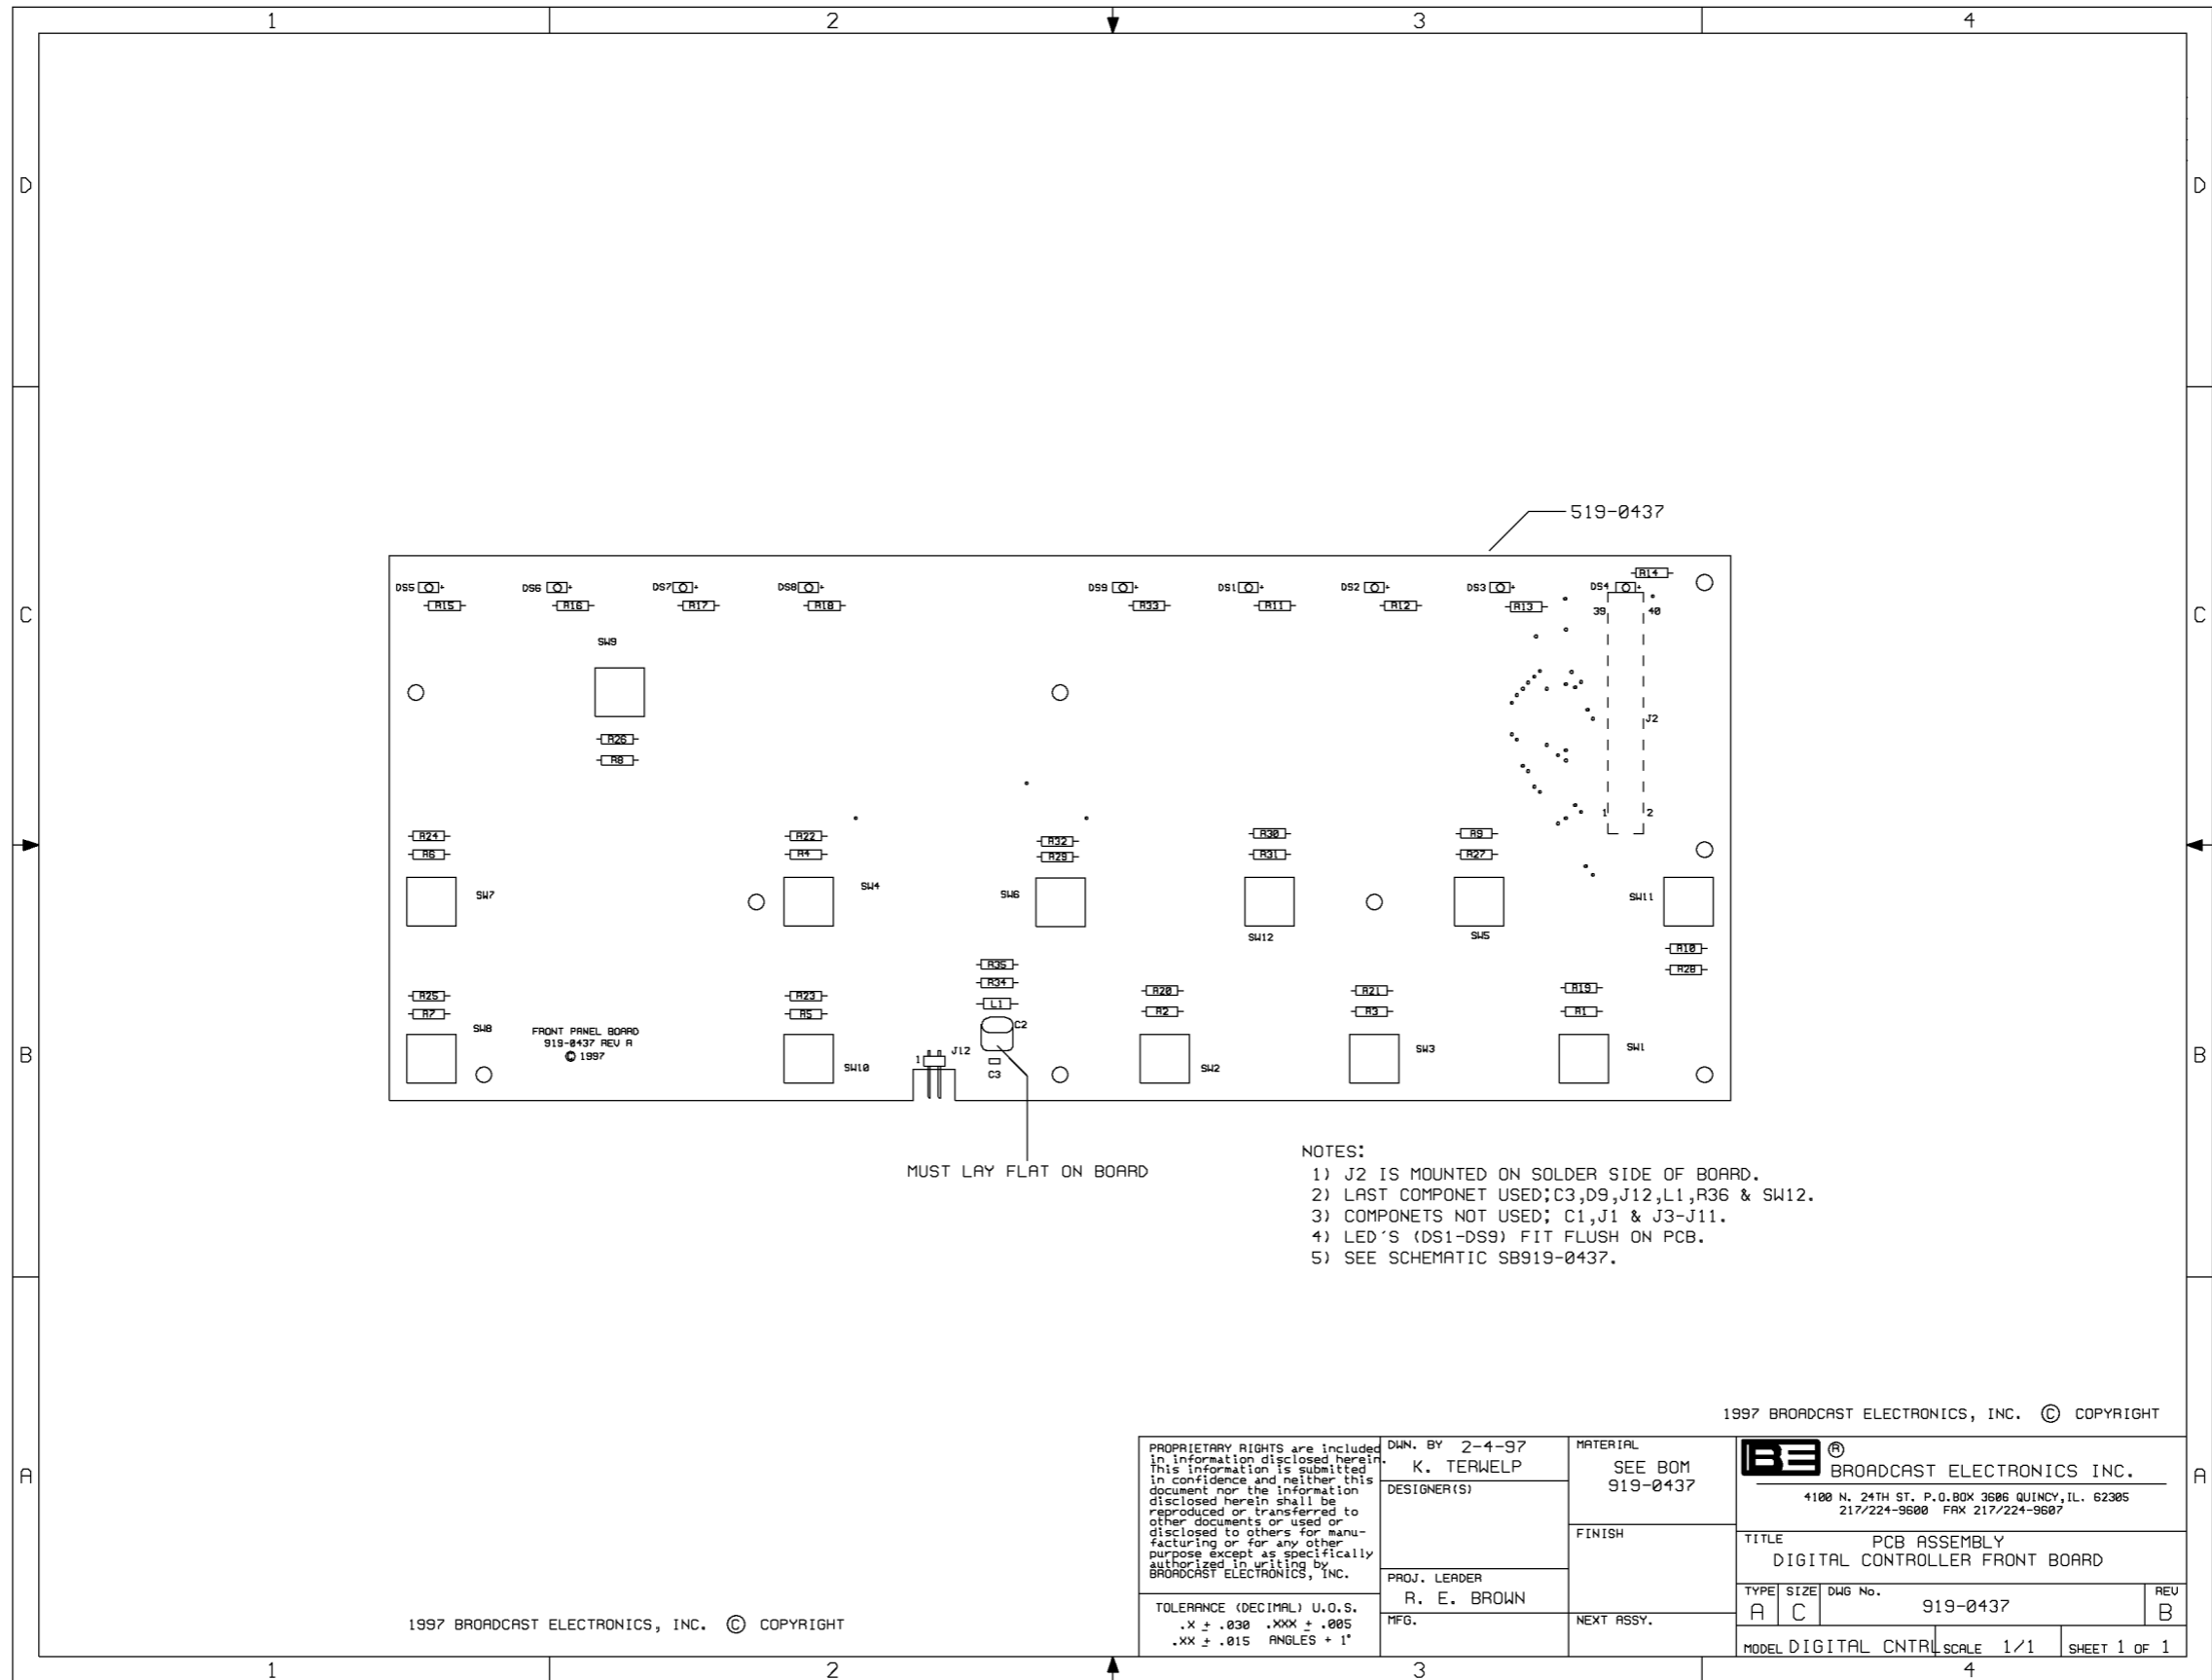 1 2 3 4
D D
519-0437
DS5 DS6 DS7 DS8 DS9 DS1 DS2 DS3 DS4 R14
R15 R16 R17 R18 R33 R11 R12 R13
C 39 40 C
SW9
J2
R26
R8
1 2
R24 R22 R32 R30 R9
R6 R4 R29 R31 R27
SW7 SW4 SW6 SW11
SW12 SW5
R10
R28
R35
R34
L1
R25 R23 R20 R21 R19
R7 R5 R2 R3 R1
SW8 C2
FRONT PANEL BOARD
919-0437 REV A
© 1997
B 1 J12 SW3 SW1 B
SW10 C3 SW2
MUST LAY FLAT ON BOARD
NOTES:
1) J2 IS MOUNTED ON SOLDER SIDE OF BOARD.
2) LAST COMPONET USED;C3,D9,J12,L1,R36 & SW12.
3) COMPONETS NOT USED; C1,J1 & J3-J11.
4) LED'S (DS1-DS9) FIT FLUSH ON PCB.
5) SEE SCHEMATIC SB919-0437.
1997 BROADCAST ELECTRONICS, INC. © COPYRIGHT
A A
PROPRIETARY RIGHTS are included
in information disclosed herein.
This information is submitted
in confidence and neither this
document nor the information
disclosed herein shall be
reproduced or transferred to
other documents or used or
disclosed to others for manu-
facturing or for any other
purpose except as specifically
authorized in writing by
BROADCAST ELECTRONICS, INC.
TOLERANCE (DECIMAL) U.O.S.
.X ± .030 .XXX ± .005
.XX ± .015 ANGLES + 1°
DWN. BY 2-4-97
K. TERWELP
DESIGNER(S)
PROJ. LEADER
R. E. BROWN
MFG.
MATERIAL
SEE BOM
919-0437
FINISH
NEXT ASSY.
BE ®
BROADCAST ELECTRONICS INC.
4100 N. 24TH ST. P.O.BOX 3606 QUINCY,IL. 62305
217/224-9600 FAX 217/224-9607
TITLE PCB ASSEMBLY
DIGITAL CONTROLLER FRONT BOARD
TYPE SIZE DWG No. REV
A C 919-0437 B
MODEL DIGITAL CNTRL SCALE 1/1 SHEET 1 OF 1
1997 BROADCAST ELECTRONICS, INC. © COPYRIGHT
1 2 3 4